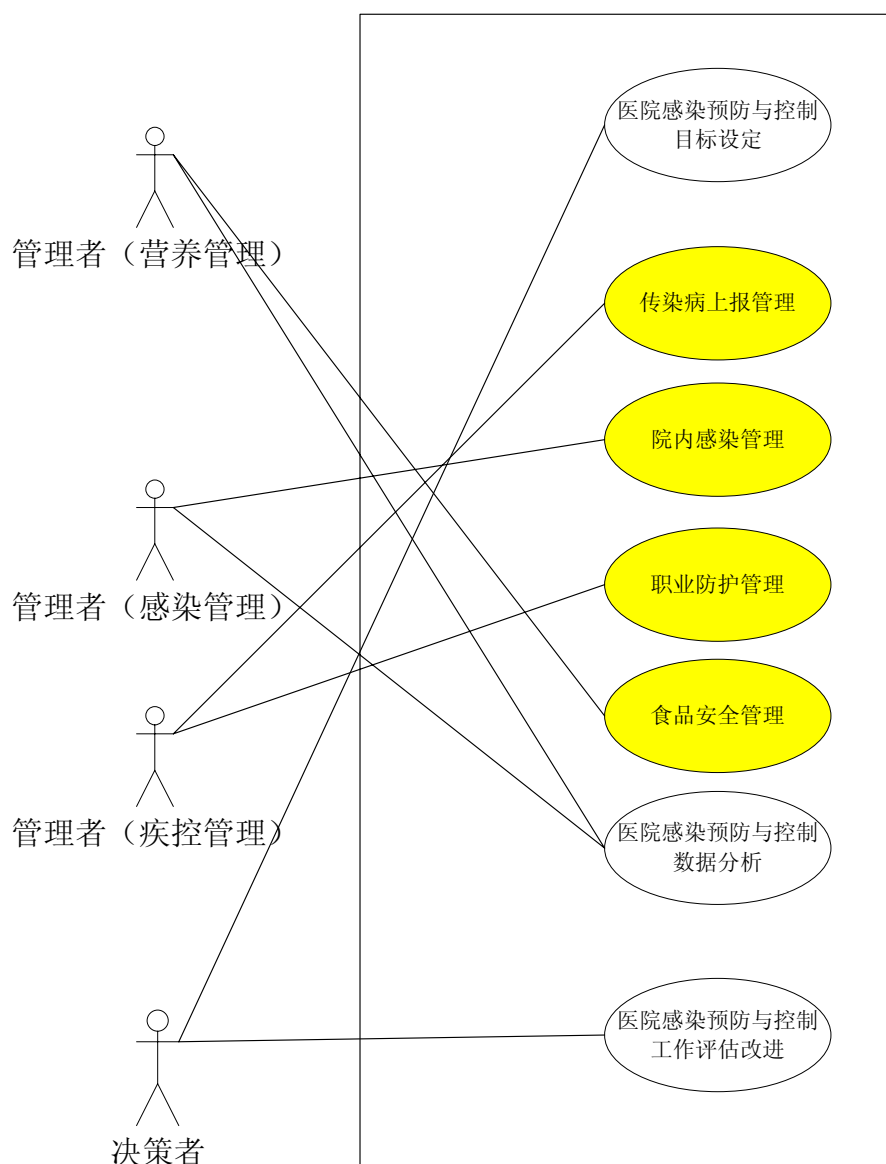 医院感染预防与控制
目标设定
管理者（营养管理）
传染病上报管理
院内感染管理
职业防护管理
管理者（感染管理）
食品安全管理
管理者（疾控管理）
医院感染预防与控制
数据分析
医院感染预防与控制
工作评估改进
决策者